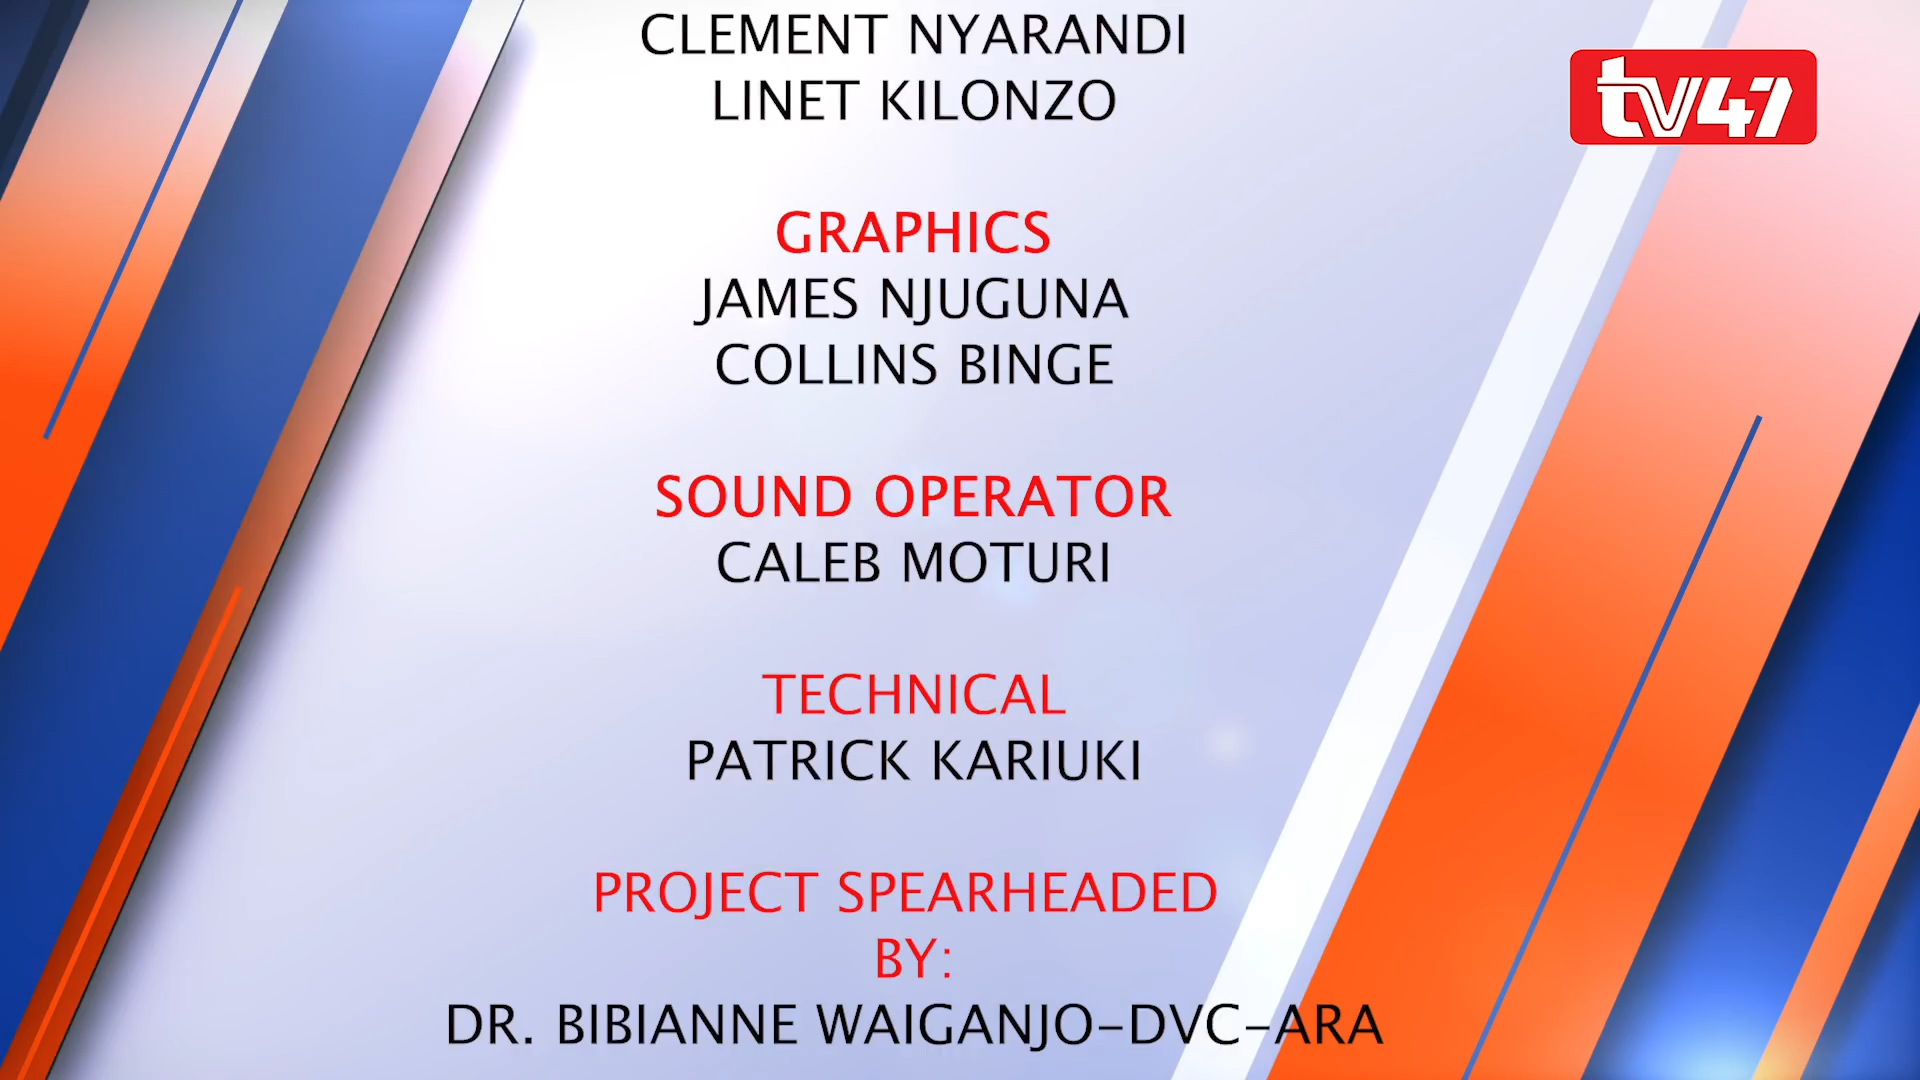 CLEMENT NYARANDI
LINET KILONZO
tv47
GRAPHICS
JAMES NJUGUNA
COLLINS BINGE
SOUND OPERATOR
CALEB MOTURI
TECHNICAL
PATRICK KARIUKI
PROJECT SPEARHEADED
BY:
DR. BIBIANNE WAIGANJO-DVC-ARA